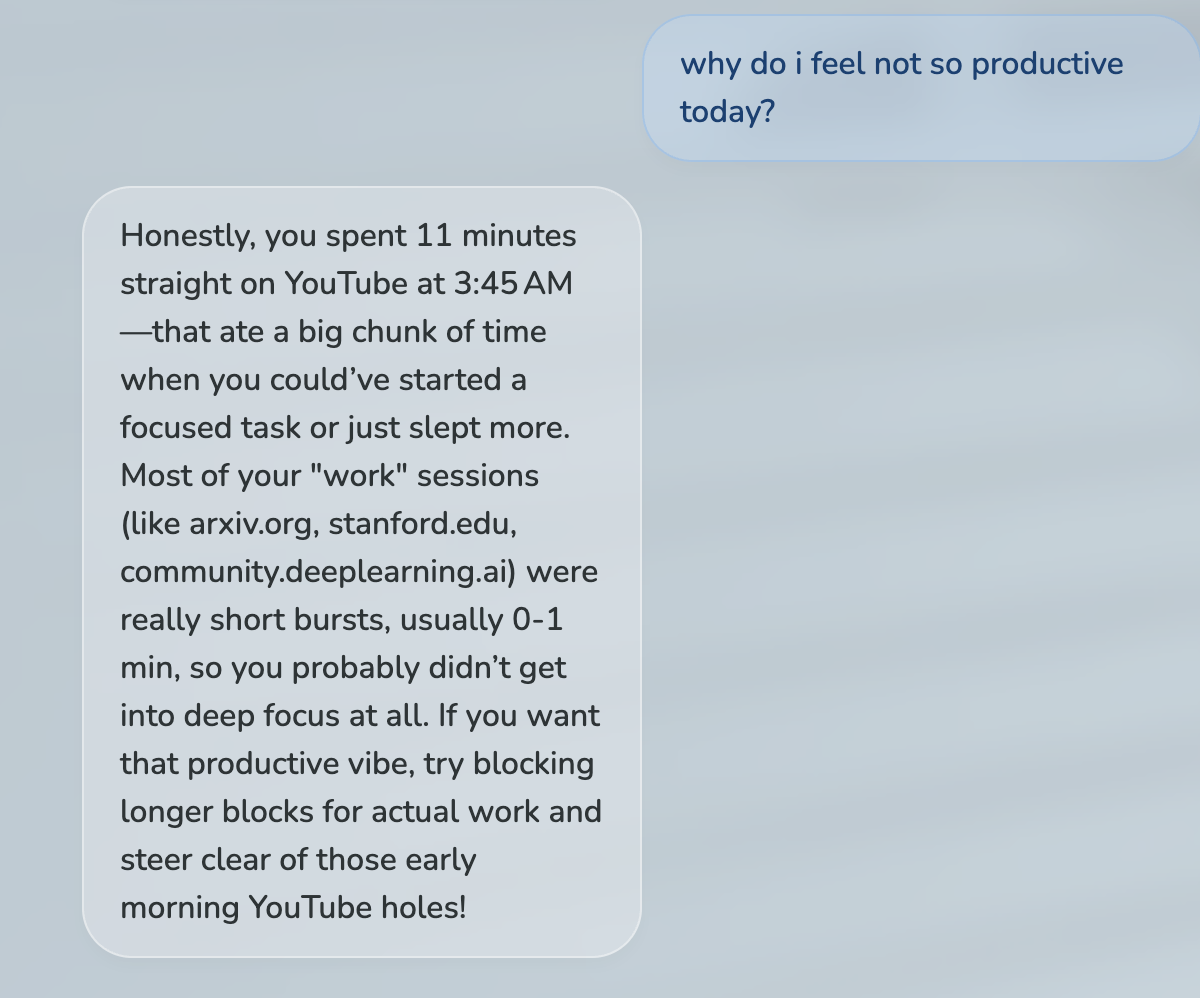 why do i feel not so productive
today?
Honestly, you spent 11 minutes
straight on YouTube at 3:45 AM
—that ate a big chunk of time
when you could’ve started a
focused task or just slept more.
Most of your "work" sessions
(like arxiv.org, stanford.edu,
community.deeplearning.ai) were
really short bursts, usually 0-1
min, so you probably didn’t get
into deep focus at all. If you want
that productive vibe, try blocking
longer blocks for actual work and
steer clear of those early
morning YouTube holes!